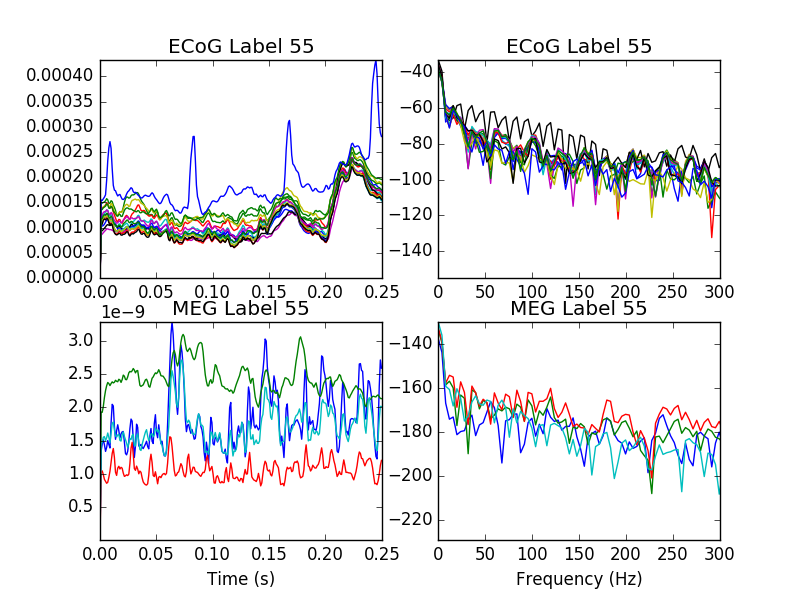 ECoG Label 55
ECoG Label 55
0.00040
0.00035
0.00030
0.00025
0.00020
0.00015
0.00010
0.00005
0.00000
0.00 0.05 0.10 0.15 0.20 0.25
−40
−60
−80
−100
−120
−140
0 50 100 150 200 250 300
MEG Label 55
MEG Label 55
1e−9
3.0
2.5
2.0
1.5
1.0
0.5
0.00 0.05 0.10 0.15 0.20 0.25
Time (s)
−140
−160
−180
−200
−220
0 50 100 150 200 250 300
Frequency (Hz)